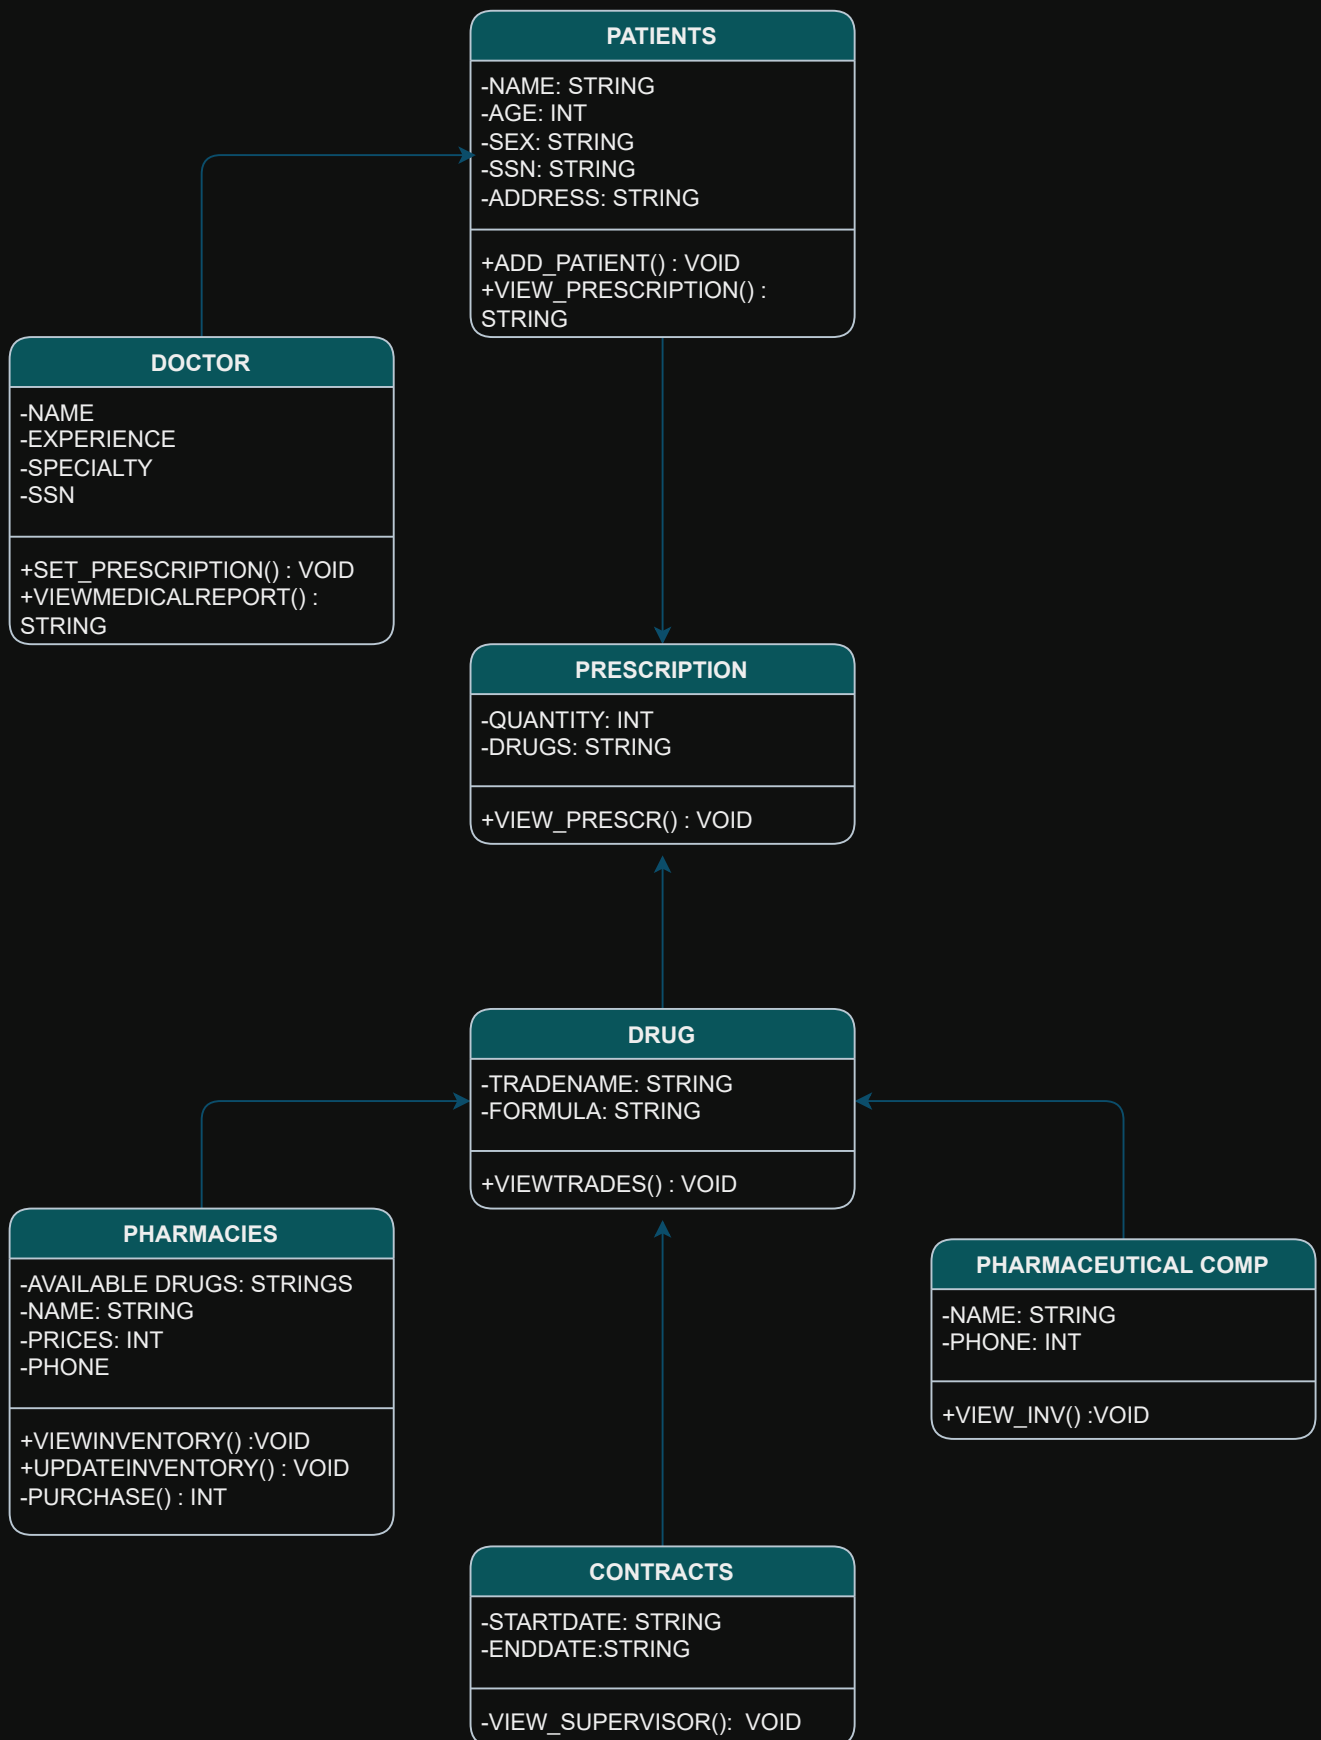 PATIENTS
-NAME: STRING
-AGE: INT
-SEX: STRING
-SSN: STRING
-ADDRESS: STRING
+ADD_PATIENT() : VOID
+VIEW_PRESCRIPTION() :
STRING
DOCTOR
-NAME
-EXPERIENCE
-SPECIALTY
-SSN
+SET_PRESCRIPTION() : VOID
+VIEWMEDICALREPORT() :
STRING
PRESCRIPTION
-QUANTITY: INT
-DRUGS: STRING
+VIEW_PRESCR() : VOID
DRUG
-TRADENAME: STRING
-FORMULA: STRING
+VIEWTRADES() : VOID
PHARMACIES
-AVAILABLE DRUGS: STRINGS
-NAME: STRING
-PRICES: INT
-PHONE
+VIEWINVENTORY() :VOID
+UPDATEINVENTORY() : VOID
-PURCHASE() : INT
PHARMACEUTICAL COMP
-NAME: STRING
-PHONE: INT
+VIEW_INV() :VOID
CONTRACTS
-STARTDATE: STRING
-ENDDATE:STRING
-VIEW_SUPERVISOR():  VOID